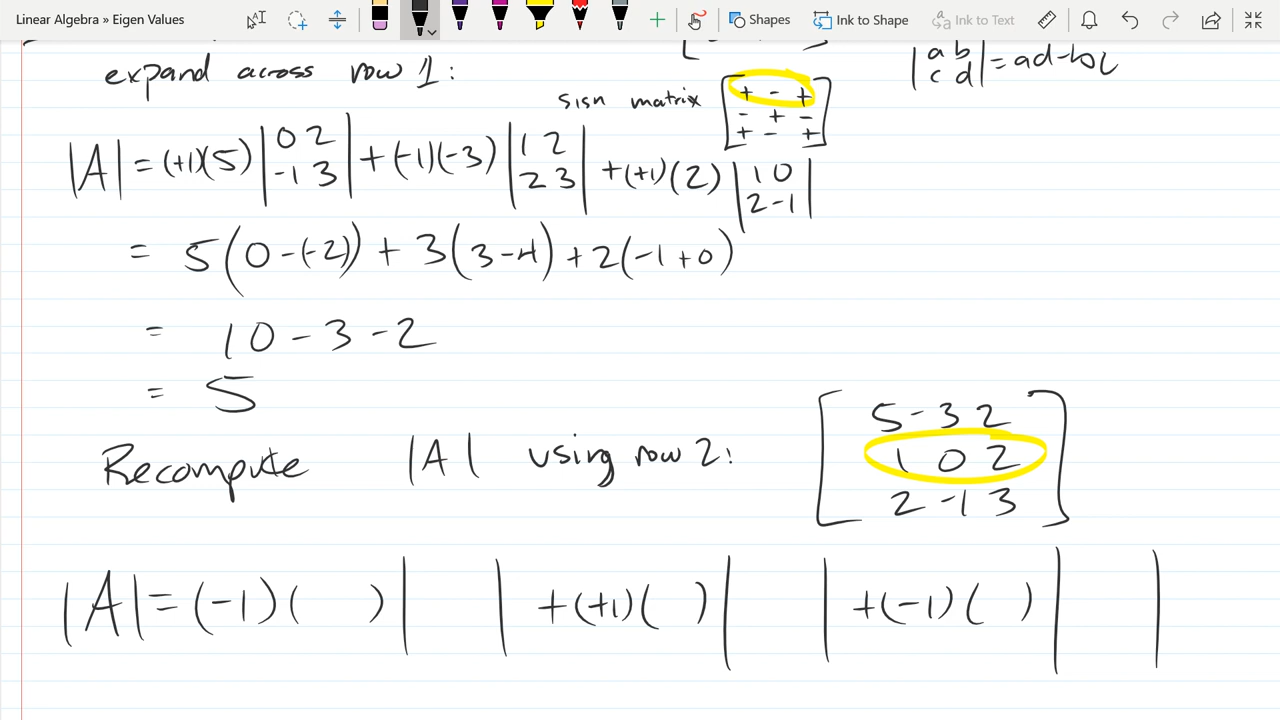 Linear Algebra » Eigen Values
Shapes
Ink to Shape
Ink to Text
expand across row 1:
|a b
c d| = ad-bc
sign matrix [+ - +
- + -
+ - +]
|A| = (+1)(5) |0 2
-1 3| + (-1)(-3) |1 2
2 3| + (+1)(2) |1 0
2 -1|
= 5(0-(-2)) + 3(3-4) + 2(-1+0)
= 10 - 3 - 2
= 5
Recompute |A| using row 2:
[5 -3 2
1 0 2
2 -1 3]
|A| = (-1)( ) | | + (+1)( ) | | + (-1)( ) | |